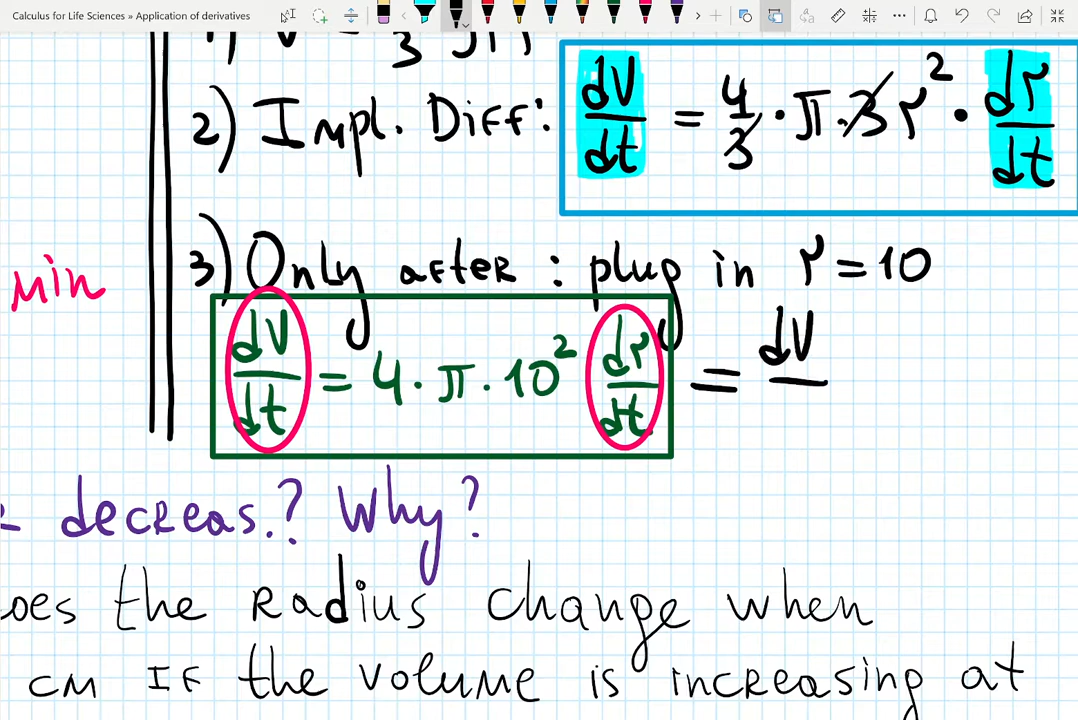 Calculus for Life Sciences » Application of derivatives
2) Impl. Diff: dV/dt = 4/3 · π · 3r² · dr/dt
3) Only after : plug in r = 10
min
dV/dt = 4 · π · 10² dr/dt = dV
decreas.? Why?
oes the Radius change when
cm IF the volume is increasing at